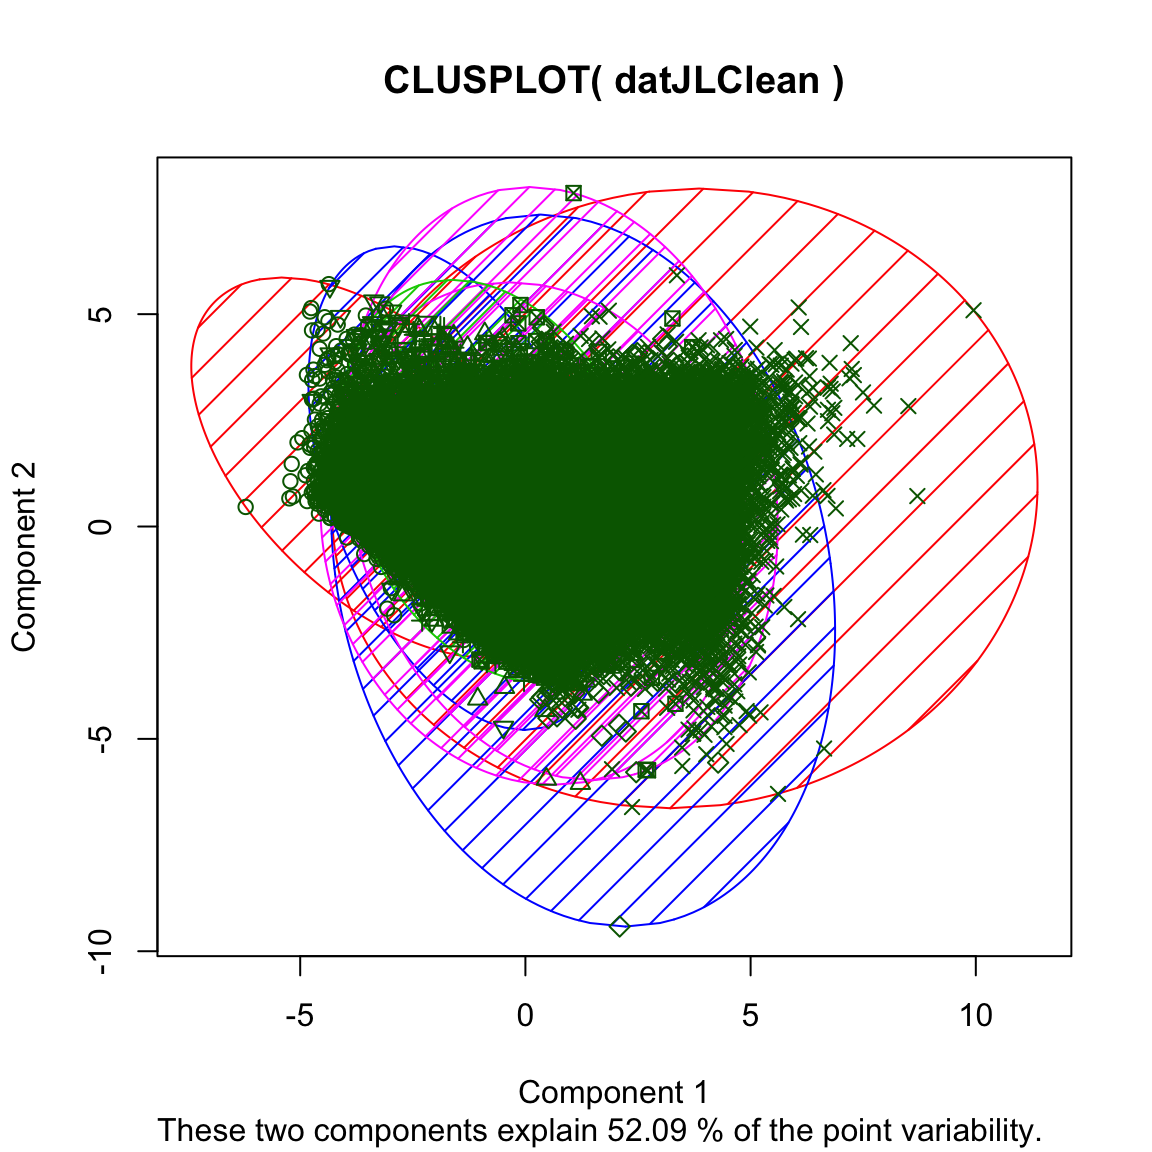 CLUSPLOT( datJLClean )
5
0
-5
-10
Component 2
-5 0 5 10
Component 1
These two components explain 52.09 % of the point variability.